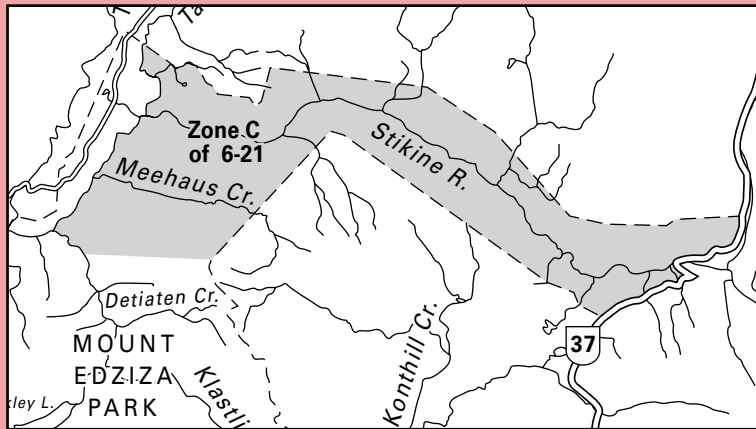 Zone C
of 6-21
Stikine R.
Meehaus Cr.
Detiaten Cr.
37
MOUNT
EDZIZA
PARK
Konthill Cr.